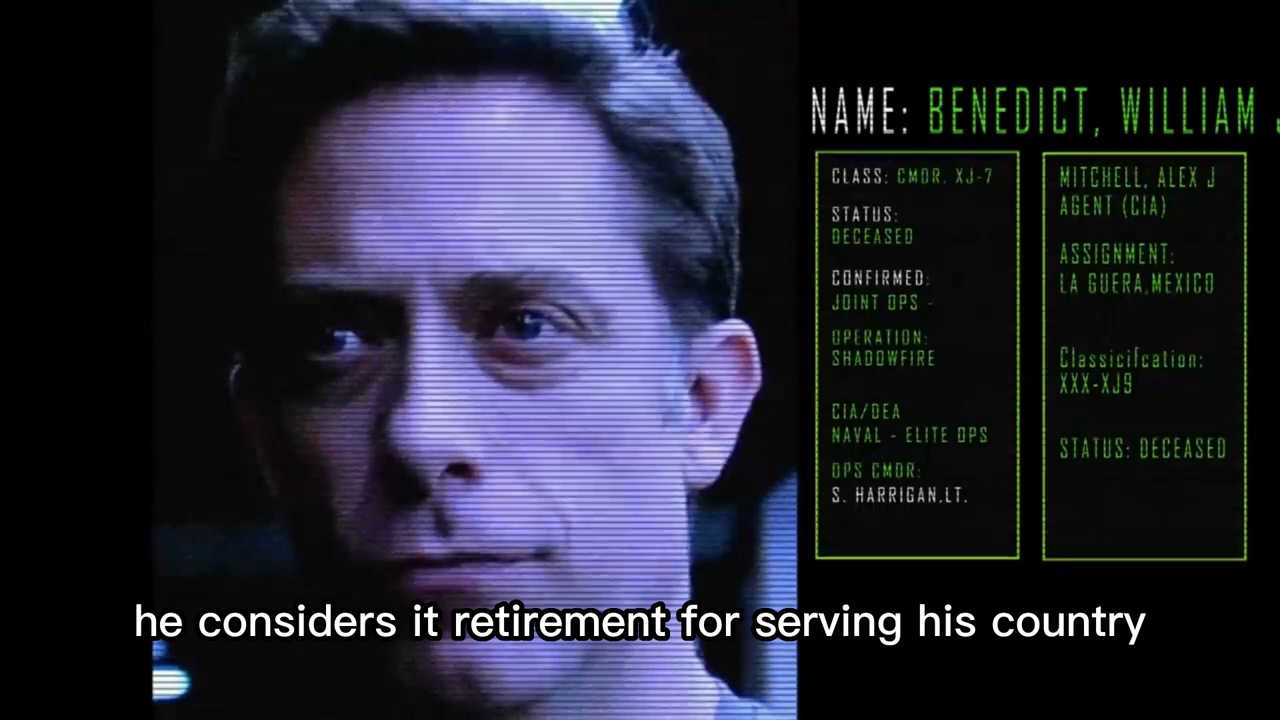 NAME: BENEDICT, WILLIAM
CLASS: CMDR. XJ-7
STATUS:
DECEASED
CONFIRMED:
JOINT OPS -
OPERATION:
SHADOWFIRE
CIA/DEA
NAVAL - ELITE OPS
OPS CMDR:
S. HARRIGAN.LT.
MITCHELL, ALEX J
AGENT (CIA)
ASSIGNMENT:
LA GUERA,MEXICO
Classicifcation:
XXX-XJ9
STATUS: DECEASED
he considers it retirement for serving his country